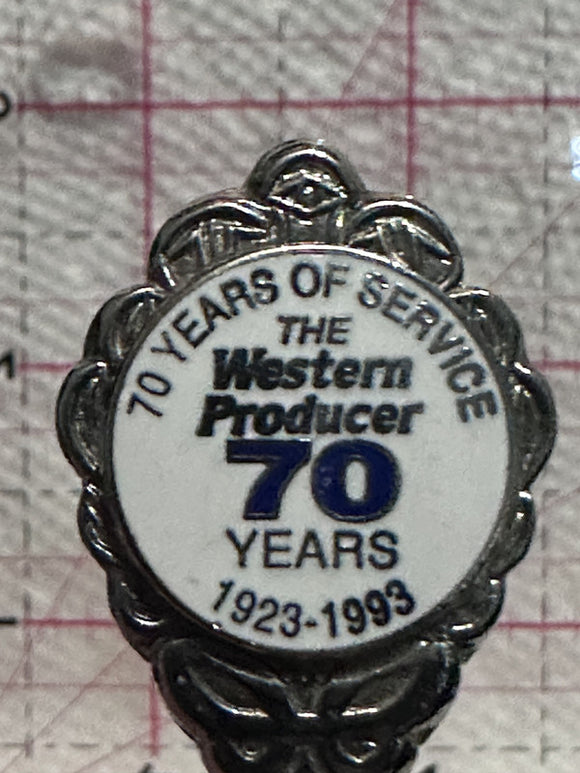 70 YEARS OF SERVICE
THE
Western
Producer
70
YEARS
1923-1993